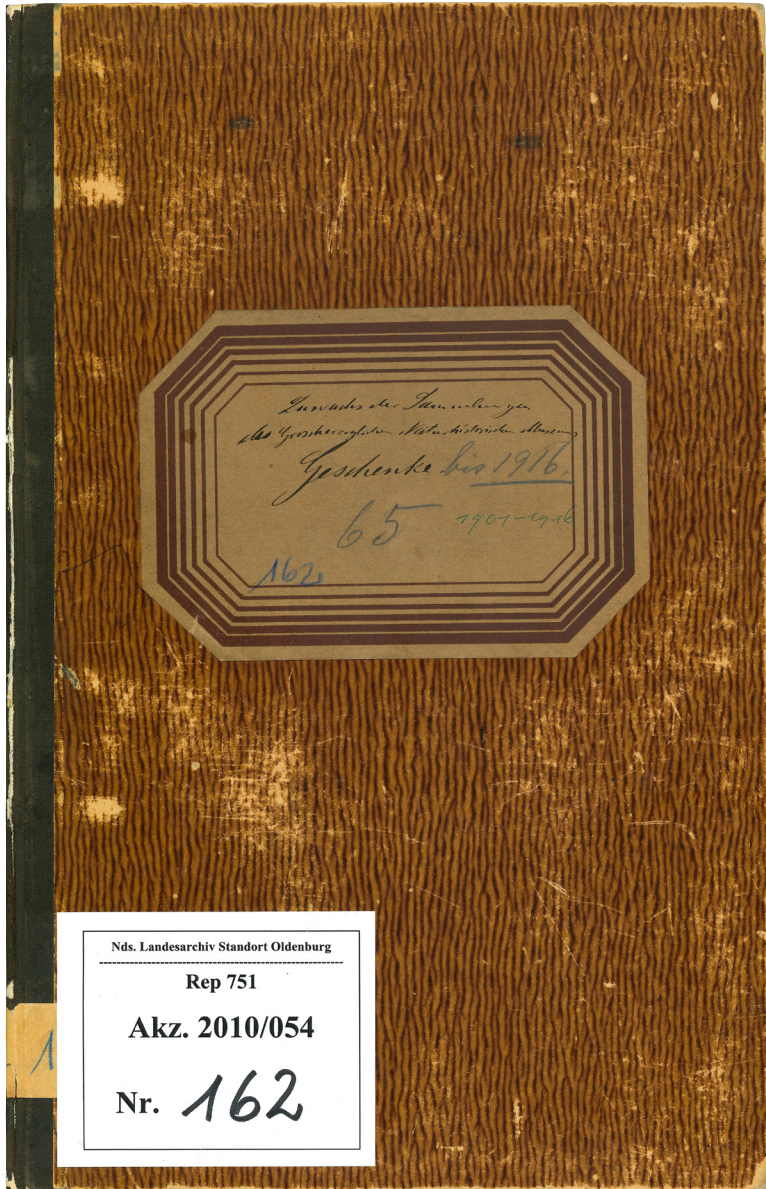 Zuwachs der Sammlungen
des Grossherzoglichen Naturhistorischen Museums
Geschenke bis 1916.
65 1901-1916
162
Nds. Landesarchiv Standort Oldenburg
Rep 751
Akz. 2010/054
1
Nr. 162